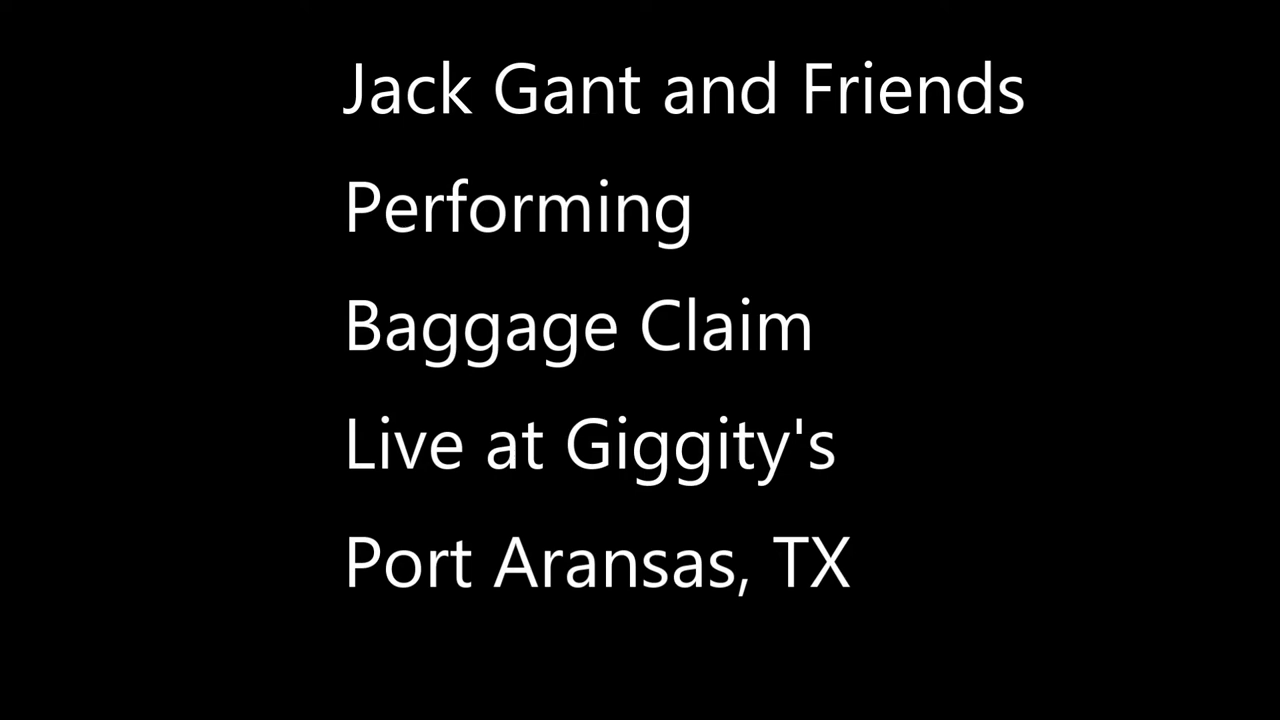 Jack Gant and Friends
Performing
Baggage Claim
Live at Giggity's
Port Aransas, TX